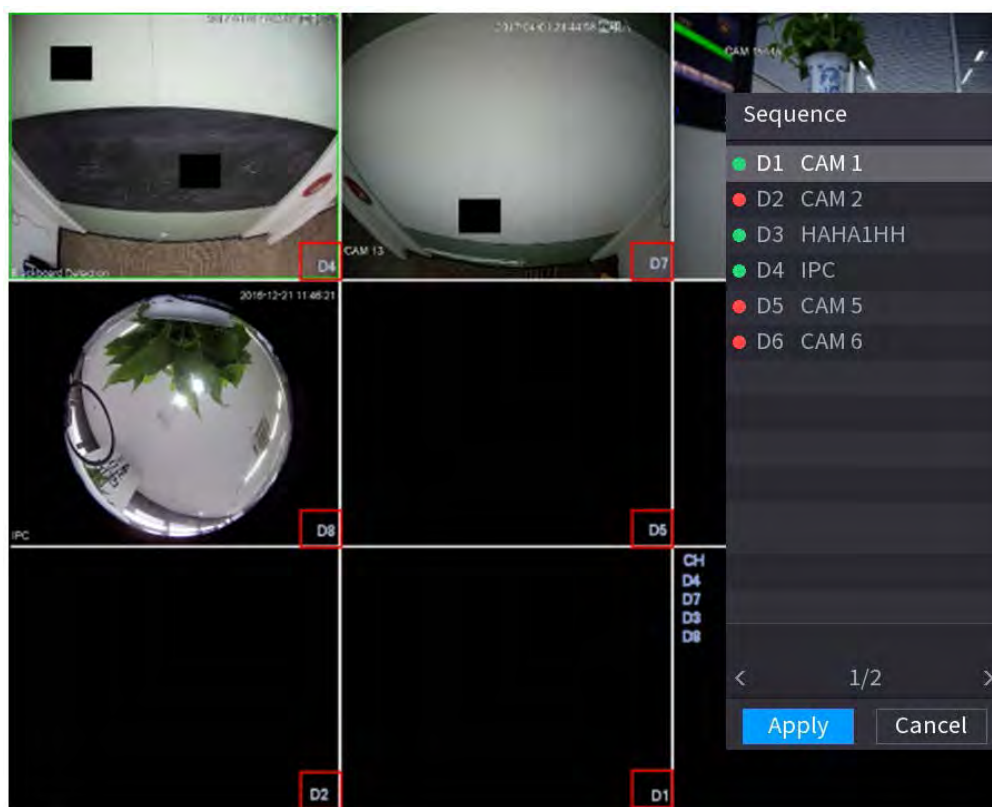 D4
Blackboard Detection
CAM 13
D7
Sequence
D1 CAM 1
D2 CAM 2
D3 HAHA1HH
D4 IPC
D5 CAM 5
D6 CAM 6
2016-12-21 11:46:21
IPC
D8
D5
CH
D4
D7
D3
D8
1/2
Apply
Cancel
D2
D1